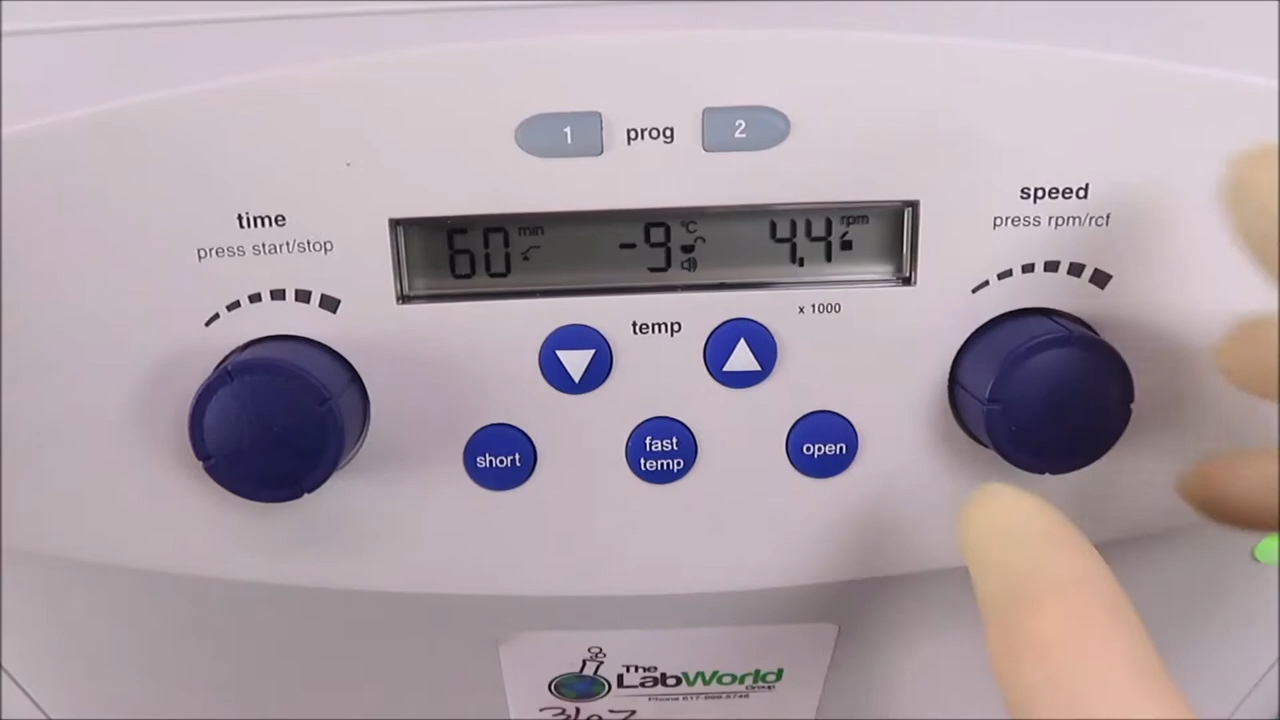 1 prog 2
time
press start/stop
speed
press rpm/rcf
60 min -9 °C 4.4 rpm
x 1000
temp
short
fast
temp
open
The
LabWorld
Group